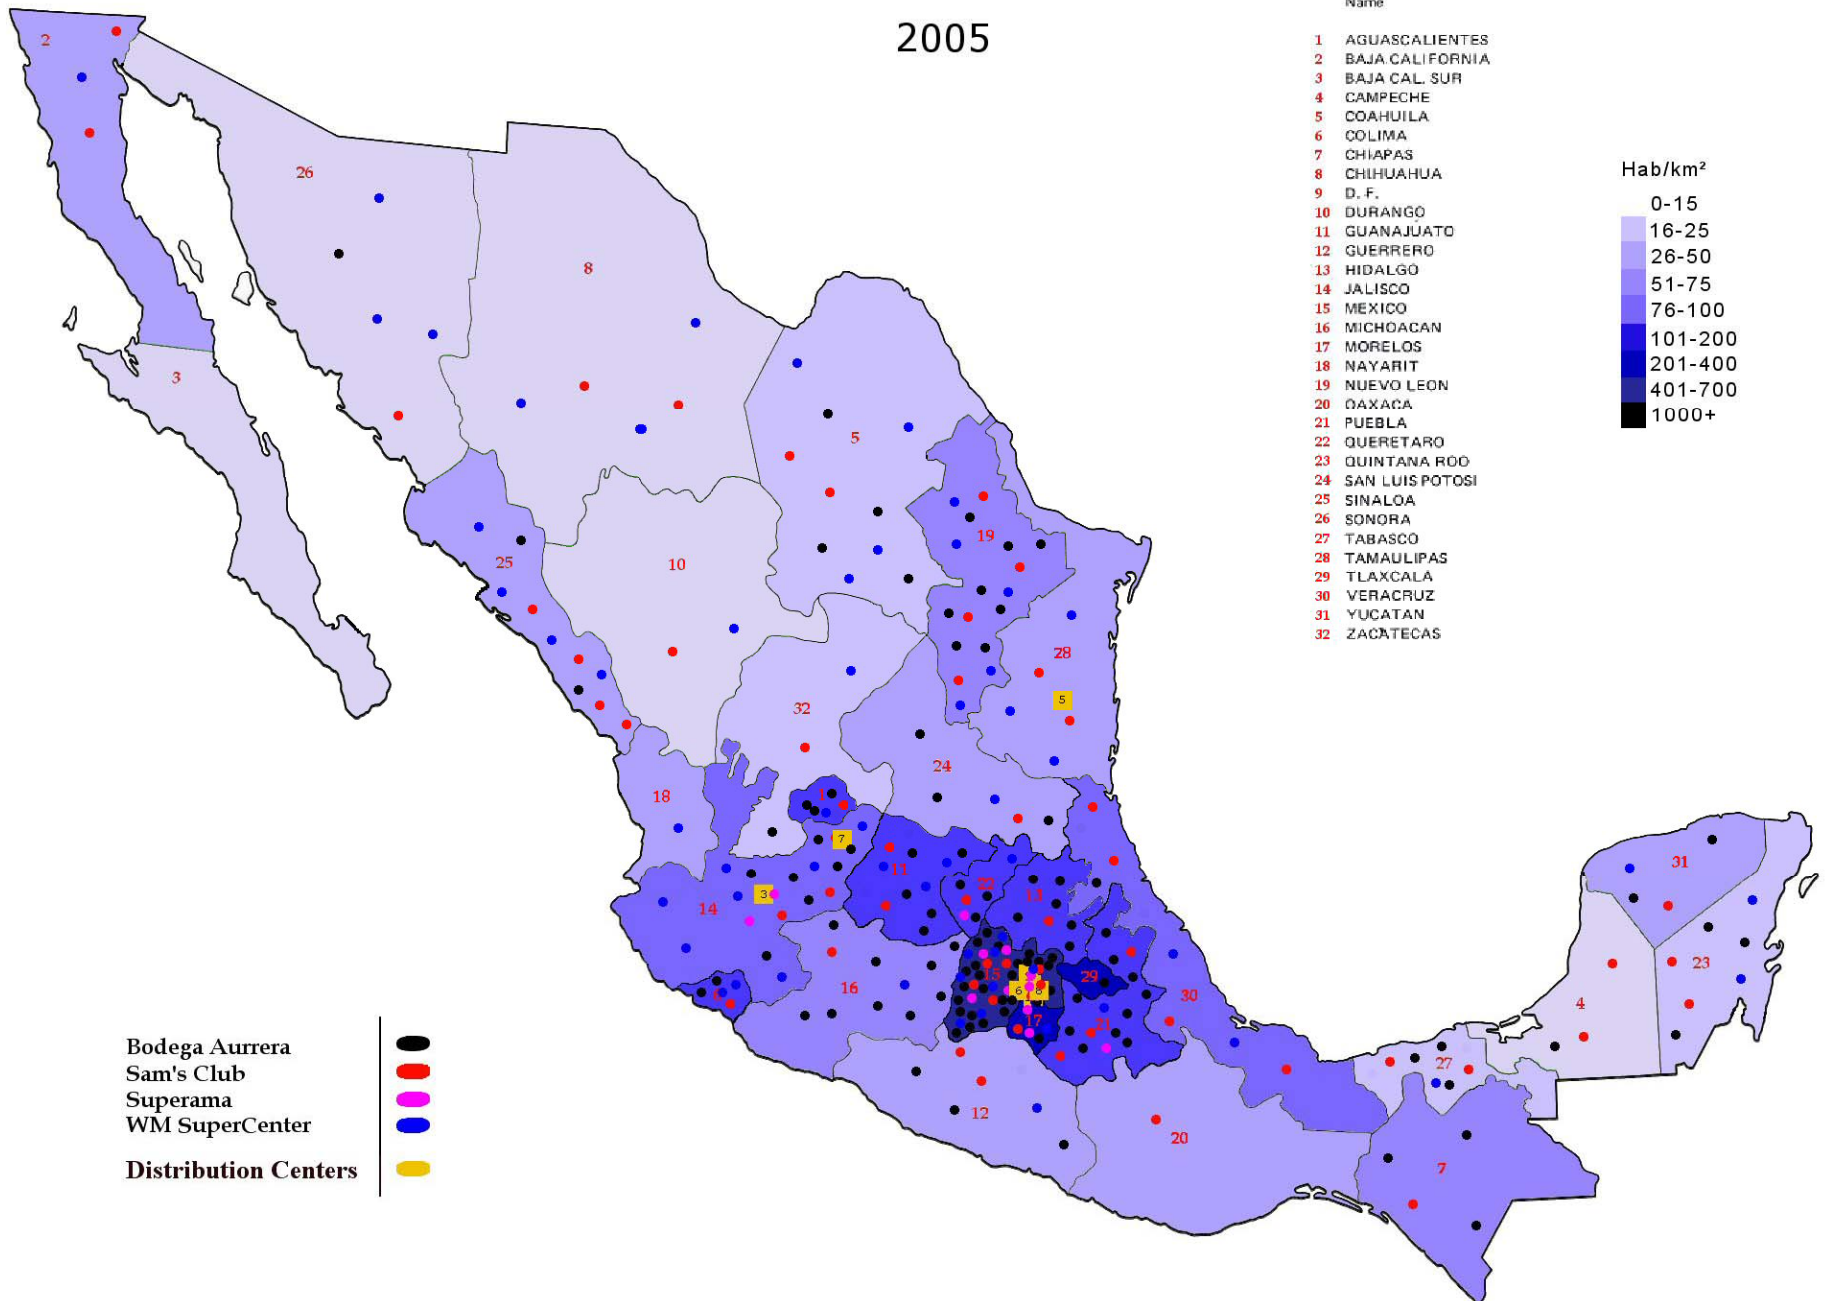 2005
Name
1 AGUASCALIENTES
2 BAJA CALIFORNIA
3 BAJA CAL. SUR
4 CAMPECHE
5 COAHUILA
6 COLIMA
7 CHIAPAS
8 CHIHUAHUA
9 D.F.
10 DURANGO
11 GUANAJUATO
12 GUERRERO
13 HIDALGO
14 JALISCO
15 MEXICO
16 MICHOACAN
17 MORELOS
18 NAYARIT
19 NUEVO LEON
20 OAXACA
21 PUEBLA
22 QUERETARO
23 QUINTANA ROO
24 SAN LUIS POTOSI
25 SINALOA
26 SONORA
27 TABASCO
28 TAMAULIPAS
29 TLAXCALA
30 VERACRUZ
31 YUCATAN
32 ZACATECAS
Hab/km²
0-15
16-25
26-50
51-75
76-100
101-200
201-400
401-700
1000+
2
26
8
3
5
19
25
10
28
5
32
24
18
1
7
11
22
13
3
14
31
23
15
29
6
8
16
30
4
17
21
27
12
20
7
Bodega Aurrera
Sam's Club
Superama
WM SuperCenter
Distribution Centers